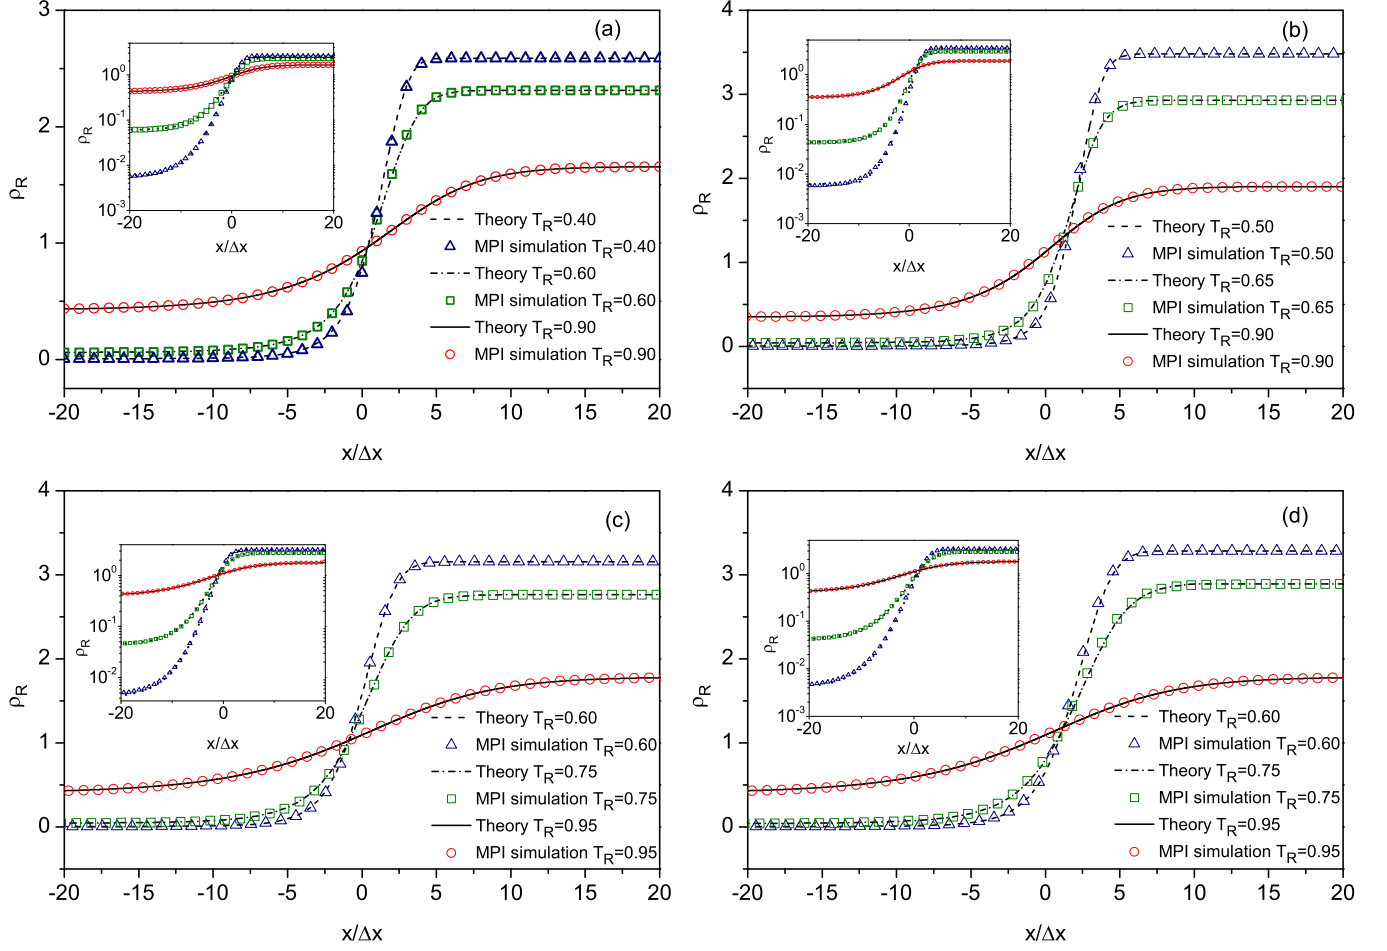 (a)
3
2
1
0
ρR
-20 -15 -10 -5 0 5 10 15 20
x/Δx
10^0
10^-1
10^-2
10^-3
ρR
-20 0 20
x/Δx
Theory TR=0.40
MPI simulation TR=0.40
Theory TR=0.60
MPI simulation TR=0.60
Theory TR=0.90
MPI simulation TR=0.90
(b)
4
3
2
1
0
ρR
-20 -15 -10 -5 0 5 10 15 20
x/Δx
10^0
10^-1
10^-2
10^-3
ρR
-20 0 20
x/Δx
Theory TR=0.50
MPI simulation TR=0.50
Theory TR=0.65
MPI simulation TR=0.65
Theory TR=0.90
MPI simulation TR=0.90
(c)
4
3
2
1
0
ρR
-20 -15 -10 -5 0 5 10 15 20
x/Δx
10^0
10^-1
10^-2
ρR
-20 0 20
x/Δx
Theory TR=0.60
MPI simulation TR=0.60
Theory TR=0.75
MPI simulation TR=0.75
Theory TR=0.95
MPI simulation TR=0.95
(d)
4
3
2
1
0
ρR
-20 -15 -10 -5 0 5 10 15 20
x/Δx
10^0
10^-1
10^-2
10^-3
ρR
-20 0 20
x/Δx
Theory TR=0.60
MPI simulation TR=0.60
Theory TR=0.75
MPI simulation TR=0.75
Theory TR=0.95
MPI simulation TR=0.95